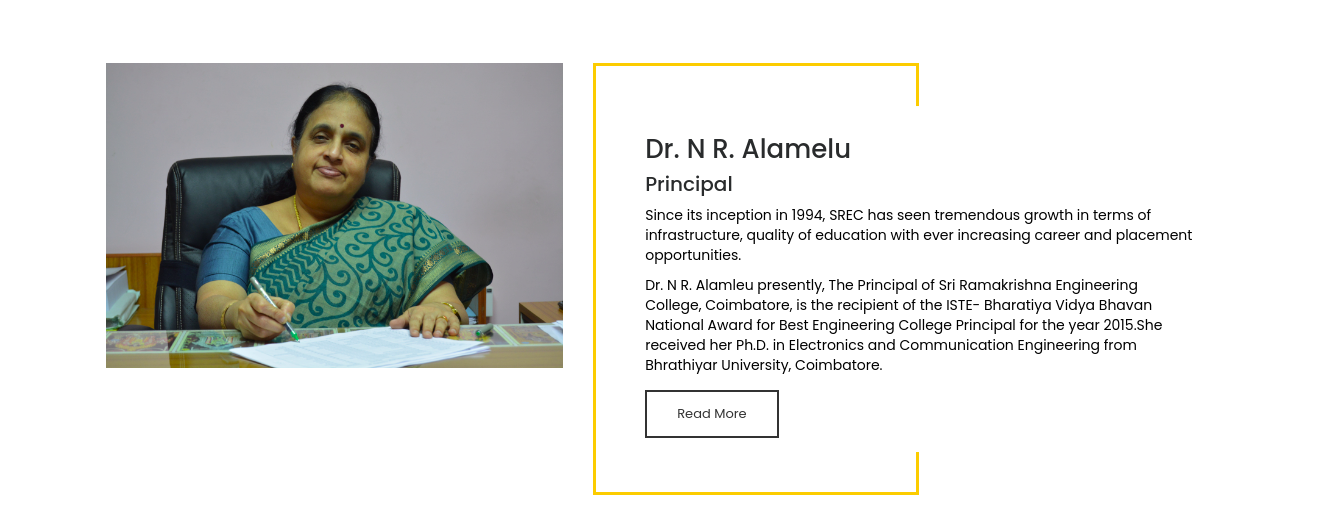 Dr. N R. Alamelu
Principal
Since its inception in 1994, SREC has seen tremendous growth in terms of
infrastructure, quality of education with ever increasing career and placement
opportunities.
Dr. N R. Alamleu presently, The Principal of Sri Ramakrishna Engineering
College, Coimbatore, is the recipient of the ISTE- Bharatiya Vidya Bhavan
National Award for Best Engineering College Principal for the year 2015.She
received her Ph.D. in Electronics and Communication Engineering from
Bhrathiyar University, Coimbatore.
Read More